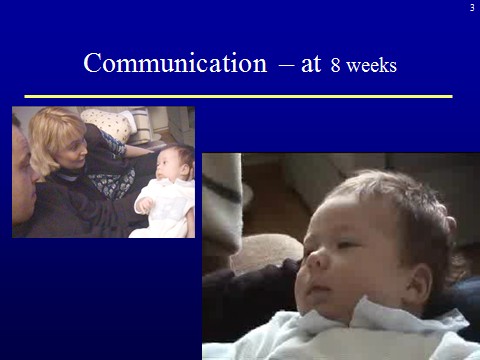 3
Communication – at 8 weeks